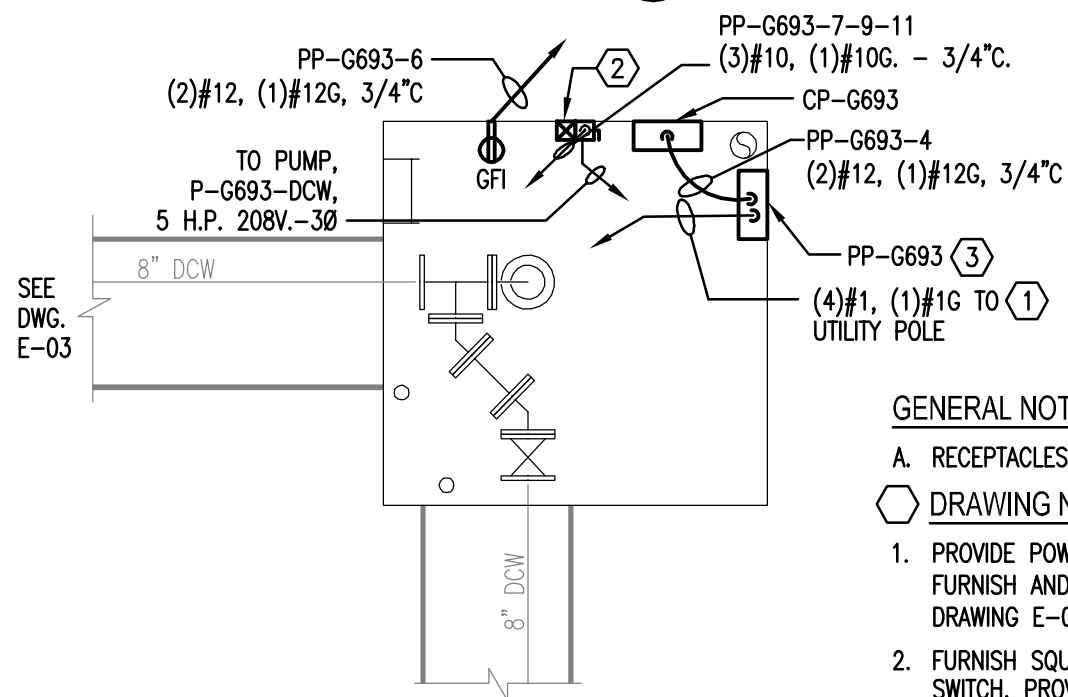 PP-G693-6
(2)#12, (1)#12G, 3/4"C
2
PP-G693-7-9-11
(3)#10, (1)#10G. - 3/4"C.
CP-G693
PP-G693-4
(2)#12, (1)#12G, 3/4"C
TO PUMP,
P-G693-DCW,
5 H.P. 208V.-3Ø
GFI
PP-G693 3
(4)#1, (1)#1G TO 1
UTILITY POLE
8" DCW
SEE
DWG.
E-03
8" DCW
GENERAL NOT
A. RECEPTACLES
DRAWING N
1. PROVIDE POW
FURNISH AND
DRAWING E-0
2. FURNISH SQU
SWITCH. PROV